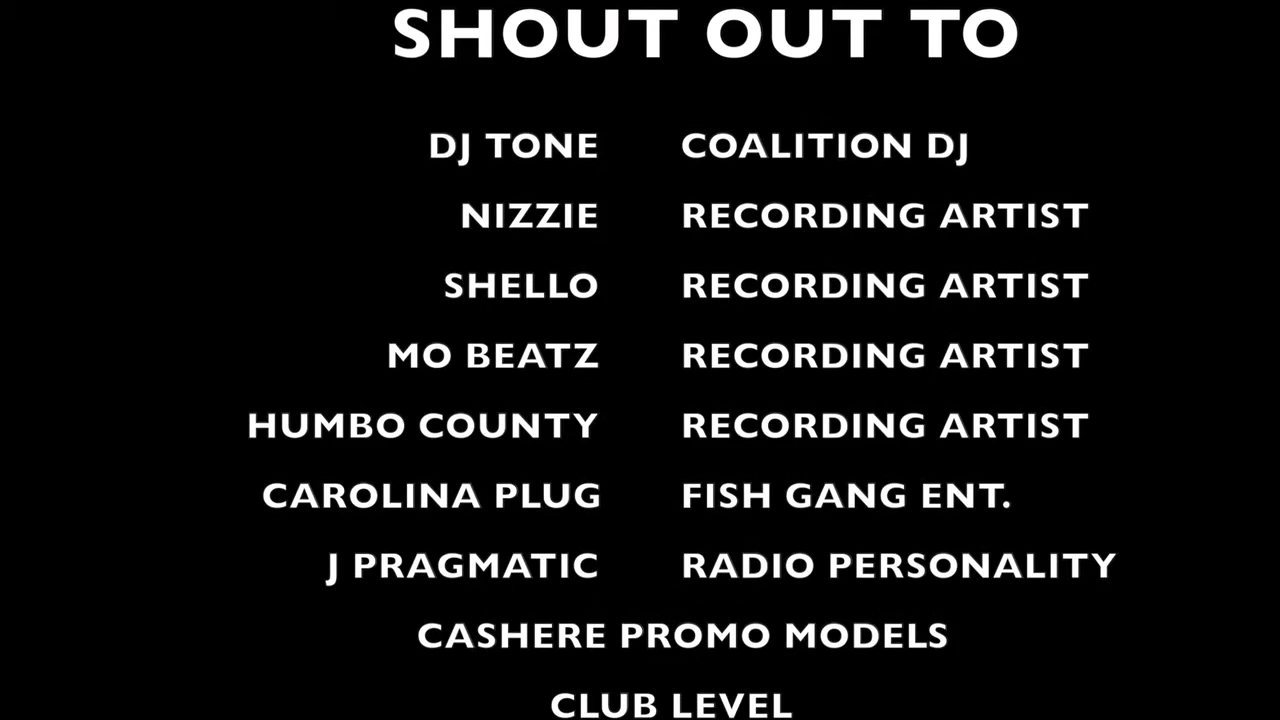 SHOUT OUT TO
DJ TONE COALITION DJ
NIZZIE RECORDING ARTIST
SHELLO RECORDING ARTIST
MO BEATZ RECORDING ARTIST
HUMBO COUNTY RECORDING ARTIST
CAROLINA PLUG FISH GANG ENT.
J PRAGMATIC RADIO PERSONALITY
CASHERE PROMO MODELS
CLUB LEVEL